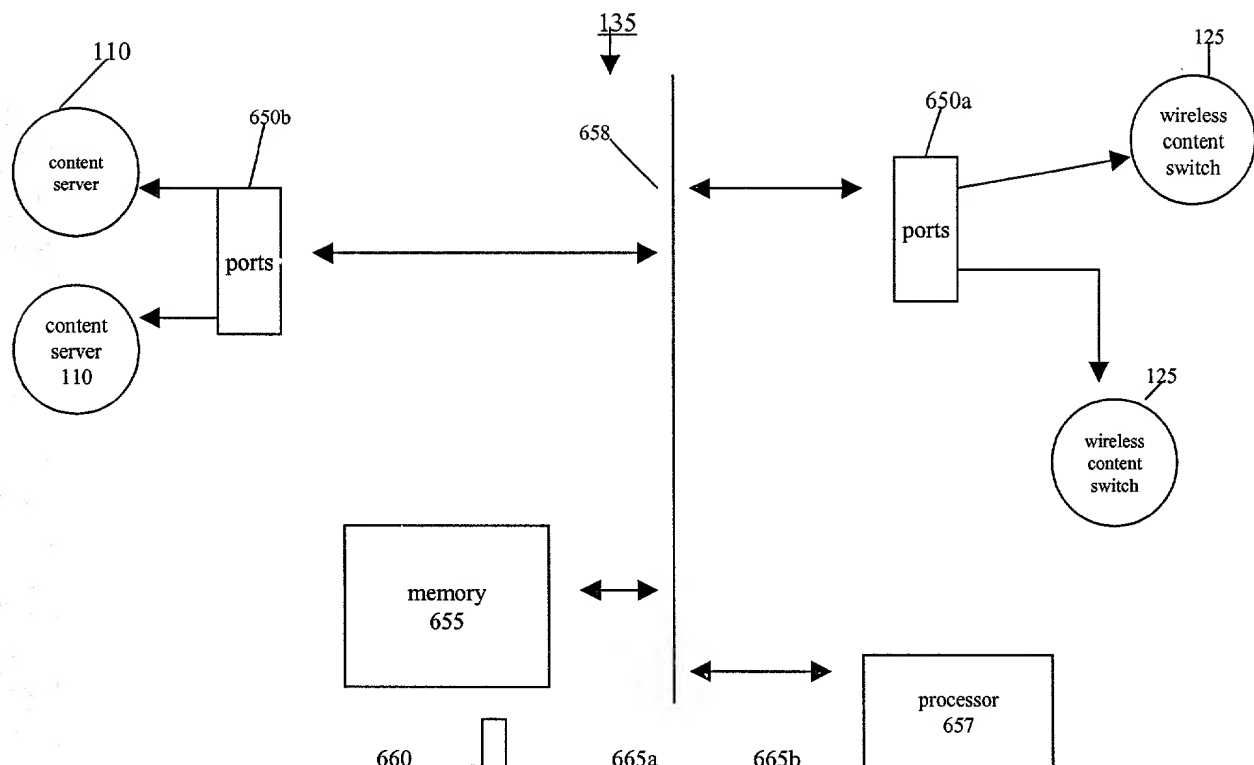 135
110
125
650b
650a
658
content
server
wireless
content
switch
ports
ports
content
server
110
125
wireless
content
switch
memory
655
processor
657
660
665a
665b